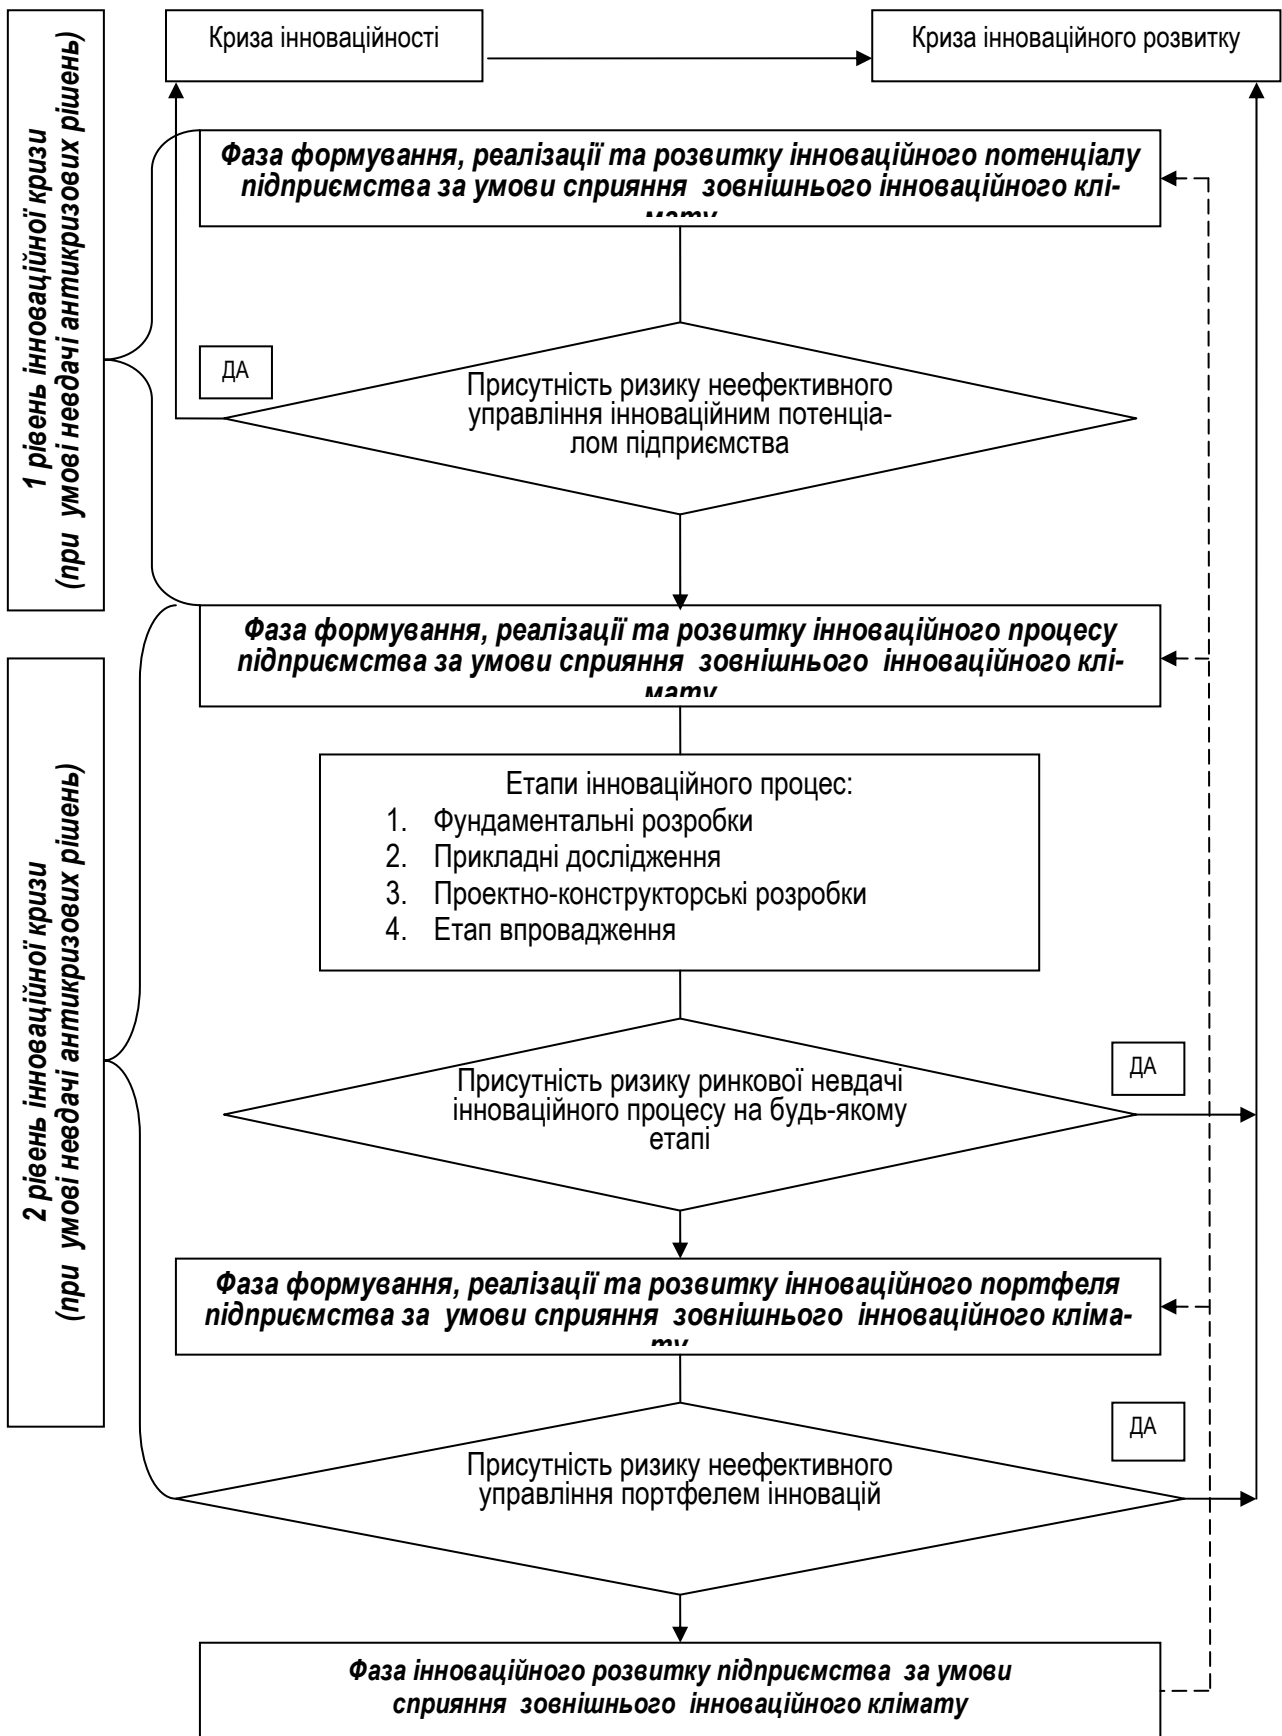 Криза інноваційності
Криза інноваційного розвитку
1 рівень інноваційної кризи
(при умові невдачі антикризових рішень)
Фаза формування, реалізації та розвитку інноваційного потенціалу
підприємства за умови сприяння зовнішнього інноваційного клі-
мату
ДА
Присутність ризику неефективного
управління інноваційним потенціа-
лом підприємства
Фаза формування, реалізації та розвитку інноваційного процесу
підприємства за умови сприяння зовнішнього інноваційного клі-
мату
2 рівень інноваційної кризи
(при умові невдачі антикризових рішень)
Етапи інноваційного процес:
1. Фундаментальні розробки
2. Прикладні дослідження
3. Проектно-конструкторські розробки
4. Етап впровадження
Присутність ризику ринкової невдачі
інноваційного процесу на будь-якому
етапі
ДА
Фаза формування, реалізації та розвитку інноваційного портфеля
підприємства за умови сприяння зовнішнього інноваційного кліма-
ту
ДА
Присутність ризику неефективного
управління портфелем інновацій
Фаза інноваційного розвитку підприємства за умови
сприяння зовнішнього інноваційного клімату